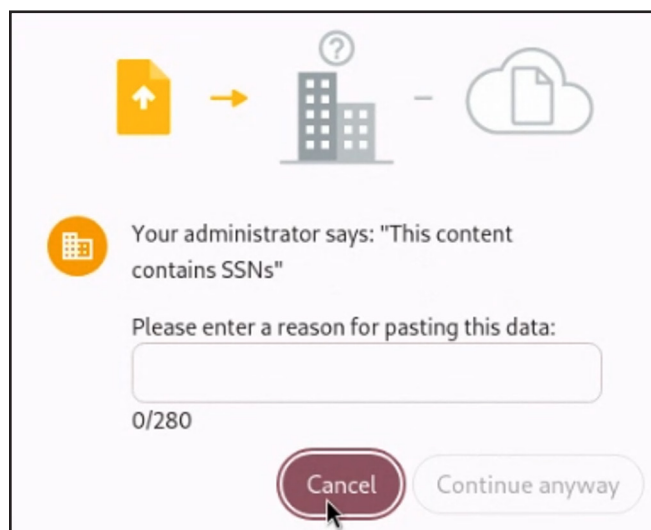 ?
Your administrator says: "This content
contains SSNs"
Please enter a reason for pasting this data:
0/280
Cancel
Continue anyway